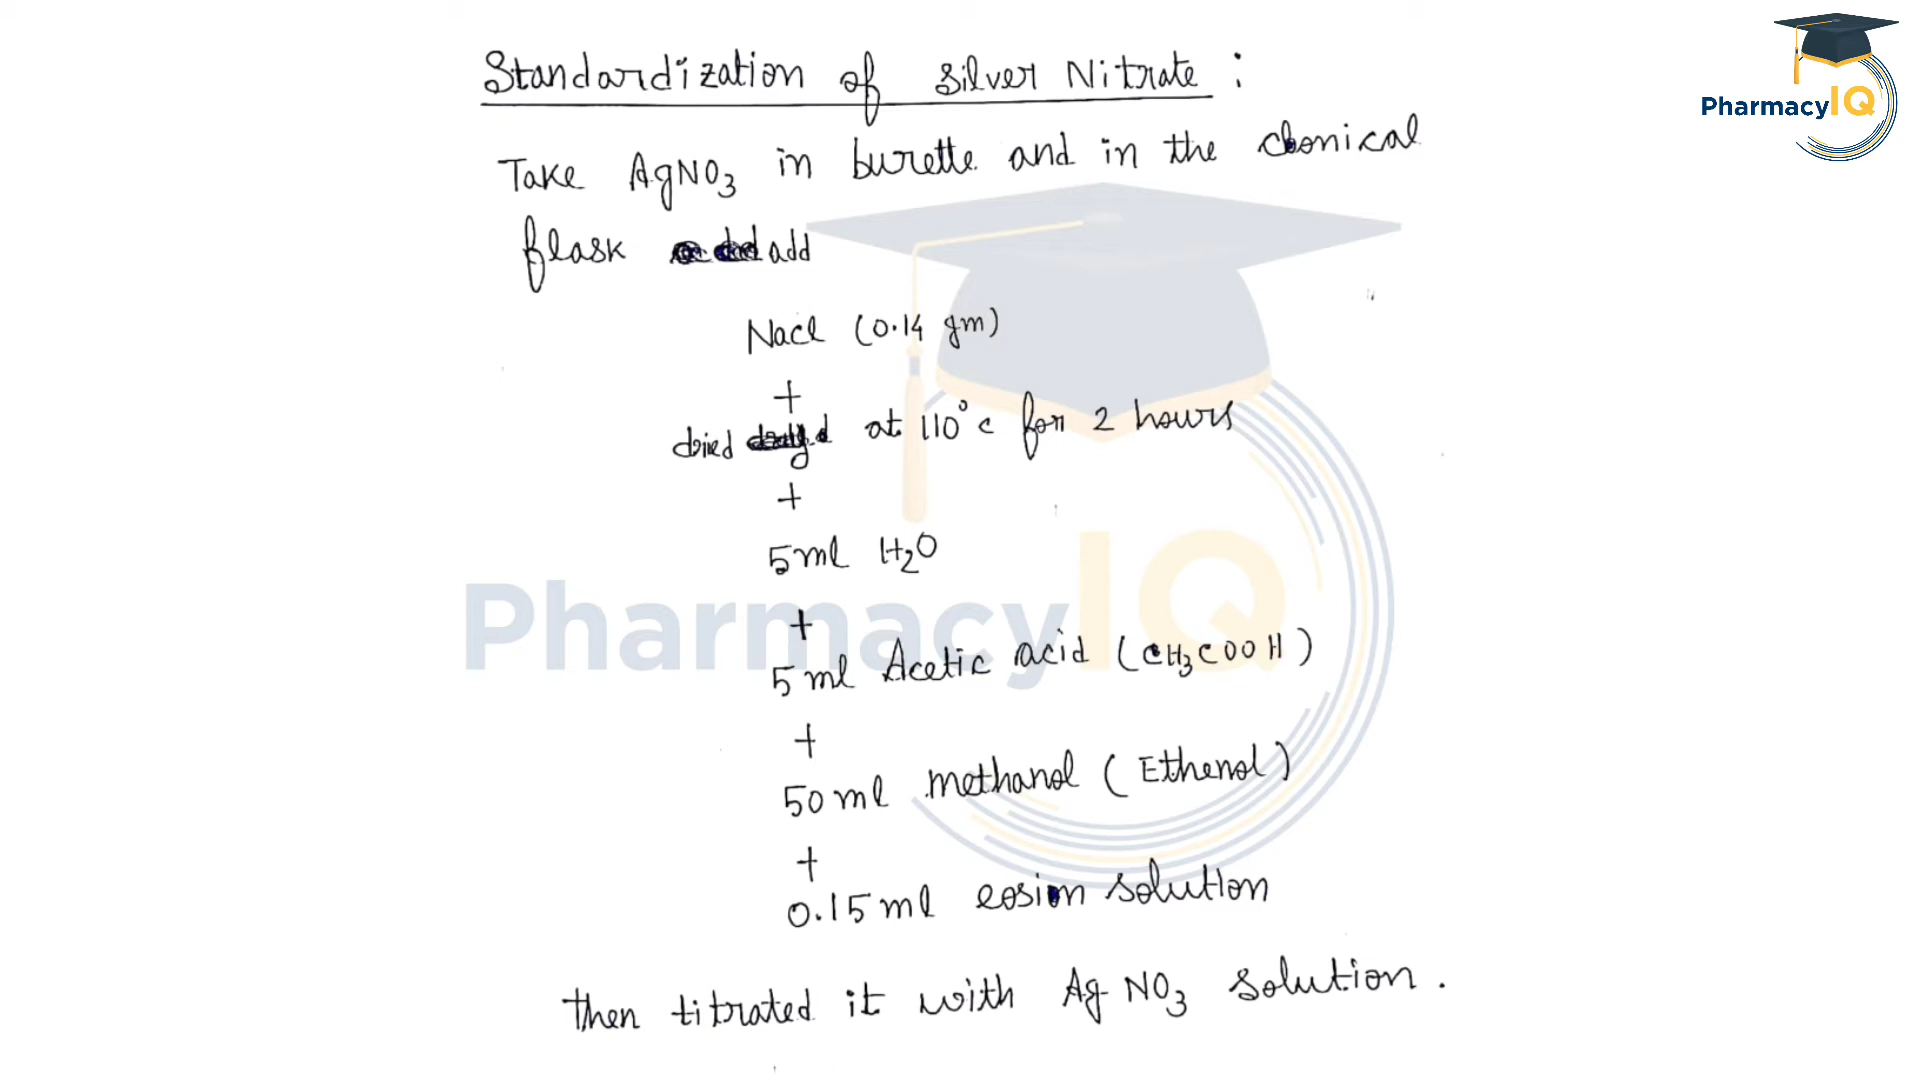 PharmacyIQ
Standardization of Silver Nitrate :
Take AgNO3 in burette and in the conical
flask add
Nacl (0.14 gm)
+
dried at 110°c for 2 hours
+
5ml H2O
+
5 ml Acetic acid (CH3COOH)
+
50 ml methanol (Ethenol)
+
0.15 ml eosion solution
then titrated it with AgNO3 solution.
PharmacyIQ